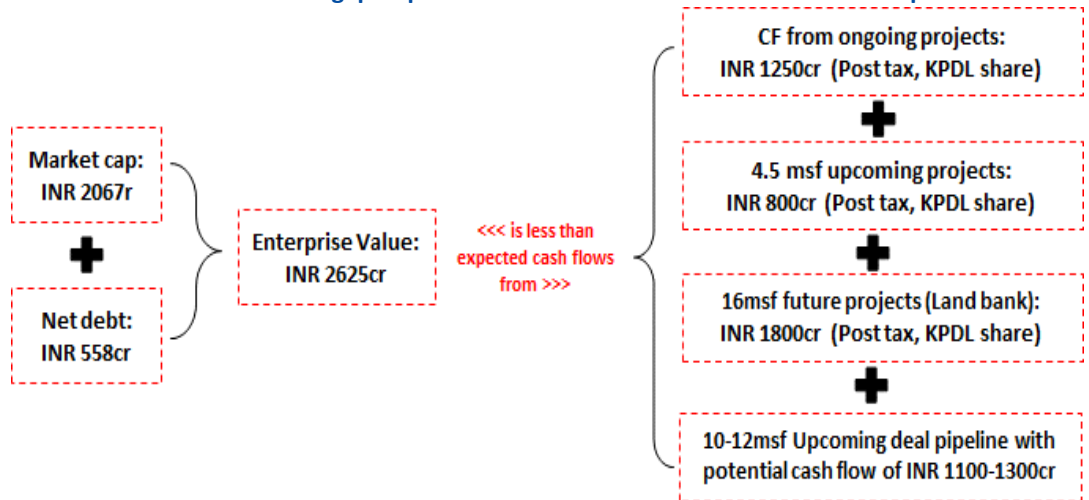 Market cap:
INR 2067r
Net debt:
INR 558cr
Enterprise Value:
INR 2625cr
<<< is less than
expected cash flows
from >>>
CF from ongoing projects:
INR 1250cr (Post tax, KPDL share)
4.5 msf upcoming projects:
INR 800cr (Post tax, KPDL share)
16msf future projects (Land bank):
INR 1800cr (Post tax, KPDL share)
10-12msf Upcoming deal pipeline with
potential cash flow of INR 1100-1300cr